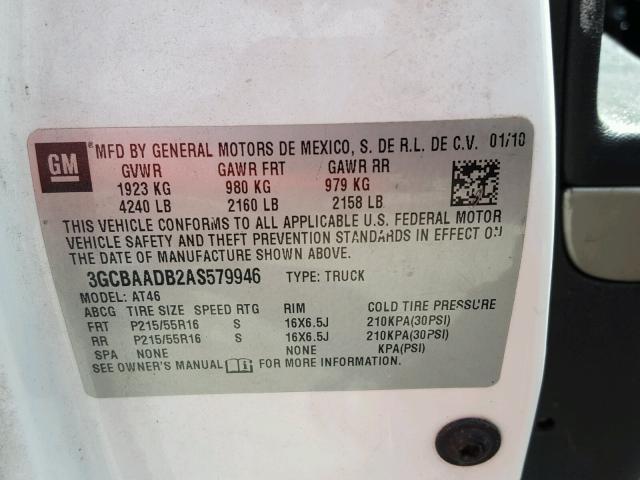 GM
MFD BY GENERAL MOTORS DE MEXICO, S. DE R.L. DE C.V. 01/10
GVWR GAWR FRT GAWR RR
1923 KG 980 KG 979 KG
4240 LB 2160 LB 2158 LB
THIS VEHICLE CONFORMS TO ALL APPLICABLE U.S. FEDERAL MOTOR
VEHICLE SAFETY AND THEFT PREVENTION STANDARDS IN EFFECT ON
THE DATE OF MANUFACTURE SHOWN ABOVE.
3GCBAADB2AS579946 TYPE: TRUCK
MODEL: AT46
ABCG TIRE SIZE SPEED RTG RIM COLD TIRE PRESSURE
FRT P215/55R16 S 16X6.5J 210KPA(30PSI)
RR P215/55R16 S 16X6.5J 210KPA(30PSI)
SPA NONE NONE KPA(PSI)
SEE OWNER'S MANUAL FOR MORE INFORMATION.